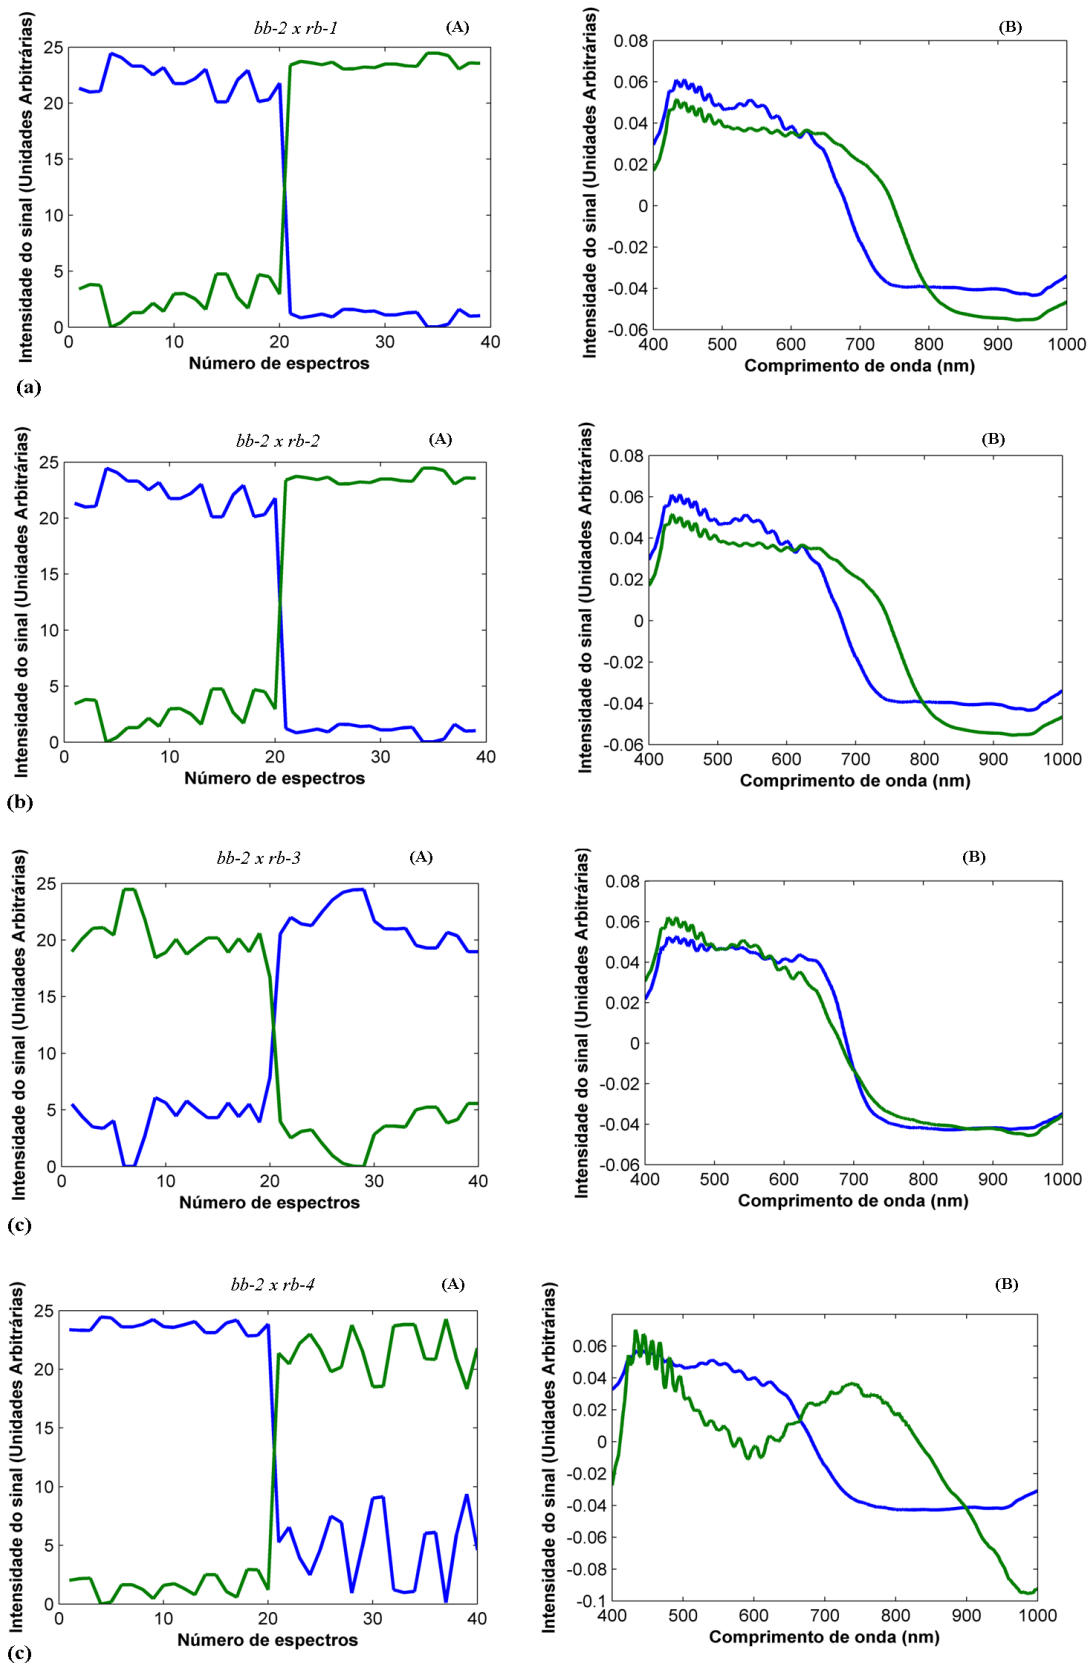 bb-2 x rb-1 (A) (B)
Intensidade do sinal (Unidades Arbitrárias)
25
20
15
10
5
0
0 10 20 30 40
Número de espectros
Intensidade do sinal (Unidades Arbitrárias)
0.08
0.06
0.04
0.02
0
-0.02
-0.04
-0.06
400 500 600 700 800 900 1000
Comprimento de onda (nm)
(a)
bb-2 x rb-2 (A) (B)
Intensidade do sinal (Unidades Arbitrárias)
25
20
15
10
5
0
0 10 20 30 40
Número de espectros
Intensidade do sinal (Unidades Arbitrárias)
0.08
0.06
0.04
0.02
0
-0.02
-0.04
-0.06
400 500 600 700 800 900 1000
Comprimento de onda (nm)
(b)
bb-2 x rb-3 (A) (B)
Intensidade do sinal (Unidades Arbitrárias)
25
20
15
10
5
0
0 10 20 30 40
Número de espectros
Intensidade do sinal (Unidades Arbitrárias)
0.08
0.06
0.04
0.02
0
-0.02
-0.04
-0.06
400 500 600 700 800 900 1000
Comprimento de onda (nm)
(c)
bb-2 x rb-4 (A) (B)
Intensidade do sinal (Unidades Arbitrárias)
25
20
15
10
5
0
0 10 20 30 40
Número de espectros
Intensidade do sinal (Unidades Arbitrárias)
0.06
0.04
0.02
0
-0.02
-0.04
-0.06
-0.08
-0.1
400 500 600 700 800 900 1000
Comprimento de onda (nm)
(c)